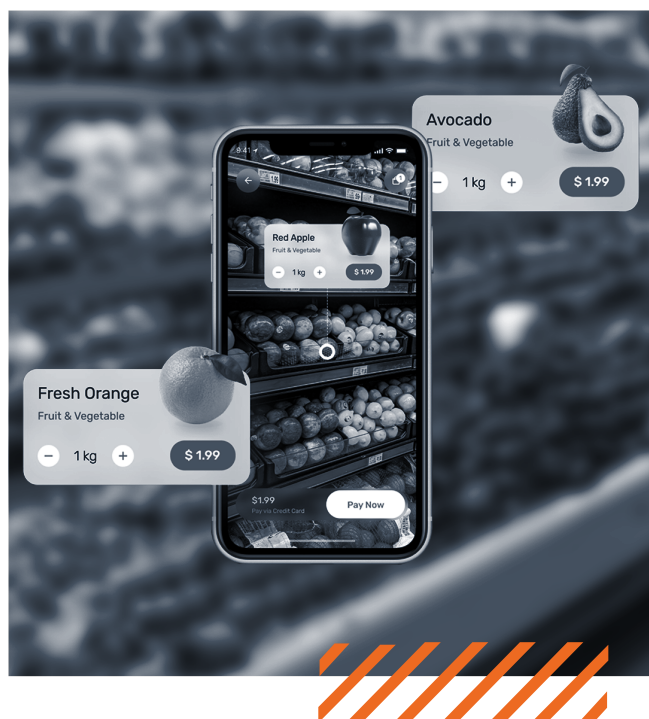 Avocado
Fruit & Vegetable
1 kg
$ 1.99
9:41
1
Red Apple
Fruit & Vegetable
1 kg
$ 1.99
Fresh Orange
Fruit & Vegetable
1 kg
$ 1.99
$1.99
Pay via Credit Card
Pay Now